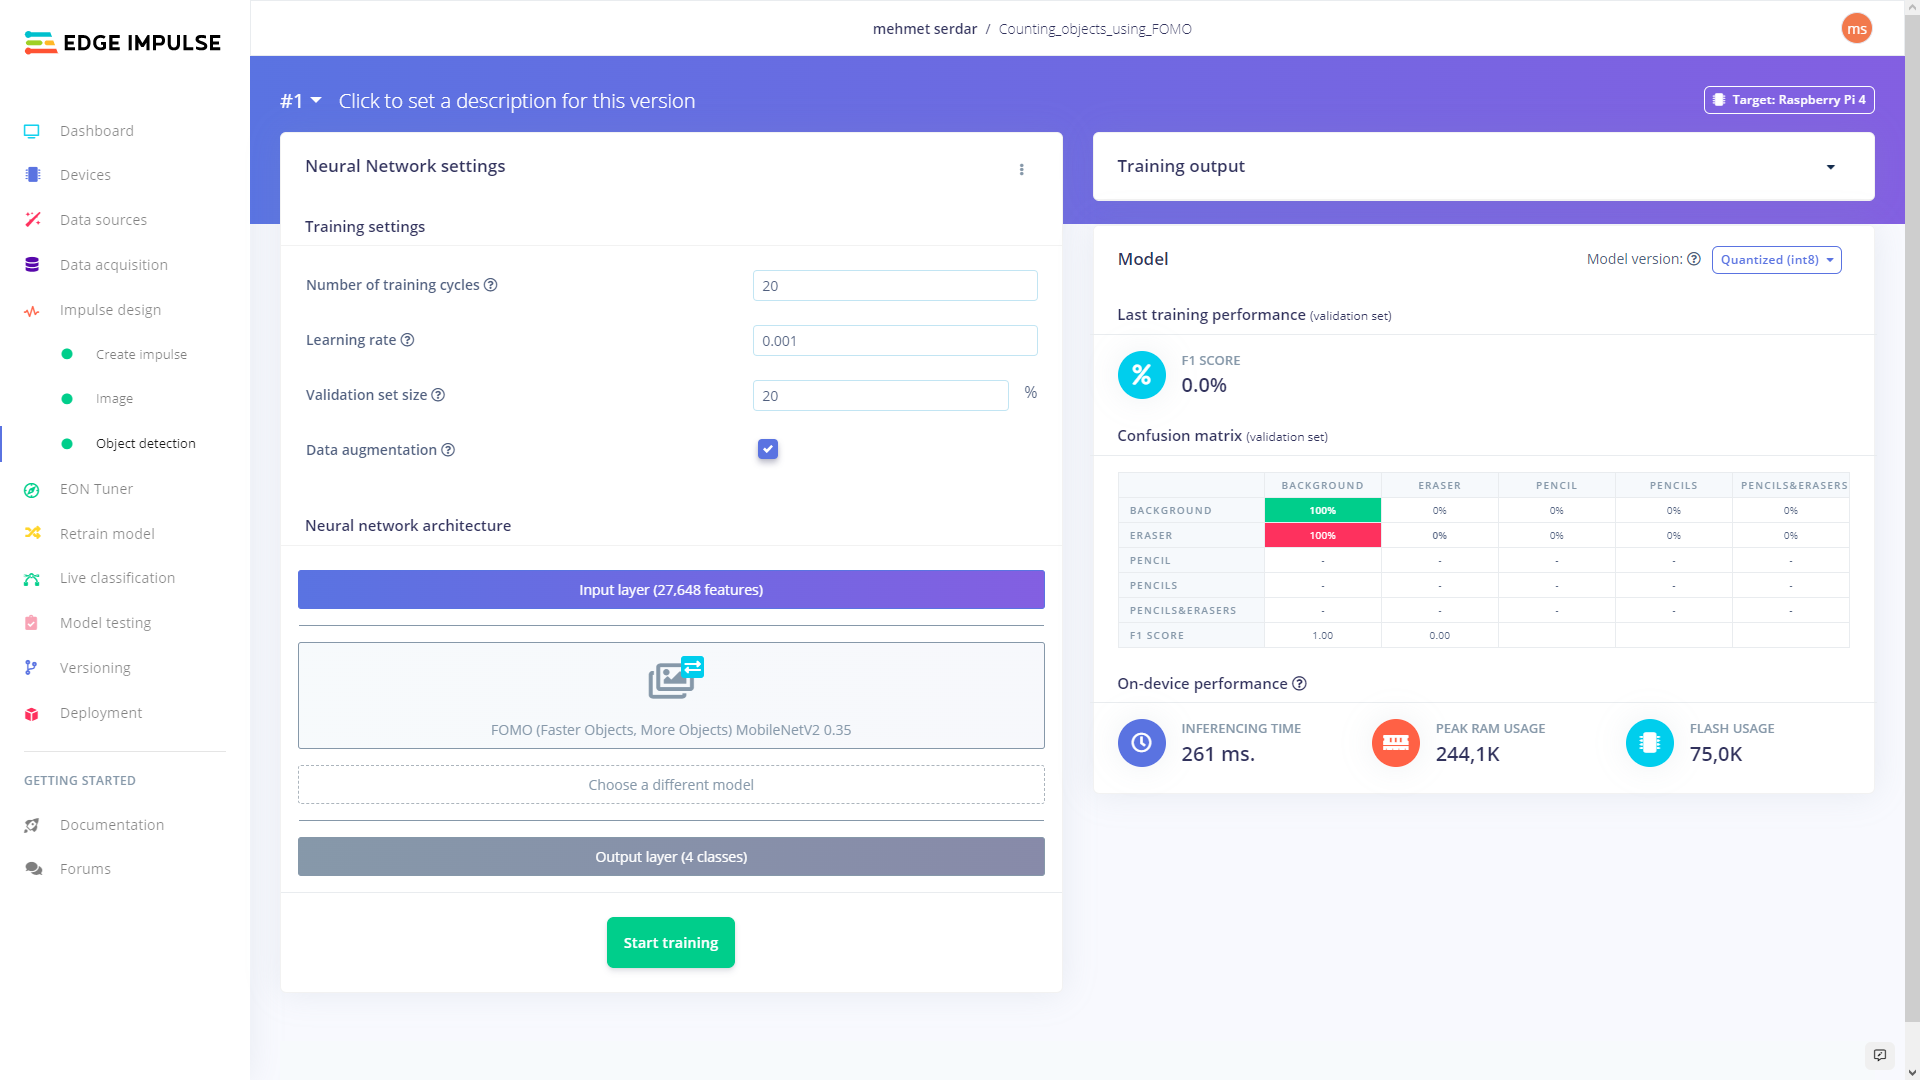 EDGE IMPULSE
mehmet serdar / Counting_objects_using_FOMO
ms
Dashboard
Devices
Data sources
Data acquisition
Impulse design
Create impulse
Image
Object detection
EON Tuner
Retrain model
Live classification
Model testing
Versioning
Deployment
GETTING STARTED
Documentation
Forums
#1 Click to set a description for this version
Target: Raspberry Pi 4
Neural Network settings
Training settings
Number of training cycles ? 20
Learning rate ? 0.001
Validation set size ? 20 %
Data augmentation ?
Neural network architecture
Input layer (27,648 features)
FOMO (Faster Objects, More Objects) MobileNetV2 0.35
Choose a different model
Output layer (4 classes)
Start training
Training output
Model
Model version: ? Quantized (int8)
Last training performance (validation set)
%
F1 SCORE
0.0%
Confusion matrix (validation set)
BACKGROUND ERASER PENCIL PENCILS PENCILS&ERASERS
BACKGROUND 100% 0% 0% 0% 0%
ERASER 100% 0% 0% 0% 0%
PENCIL - - - - -
PENCILS - - - - -
PENCILS&ERASERS - - - - -
F1 SCORE 1.00 0.00
On-device performance ?
INFERENCING TIME
261 ms.
PEAK RAM USAGE
244,1K
FLASH USAGE
75,0K